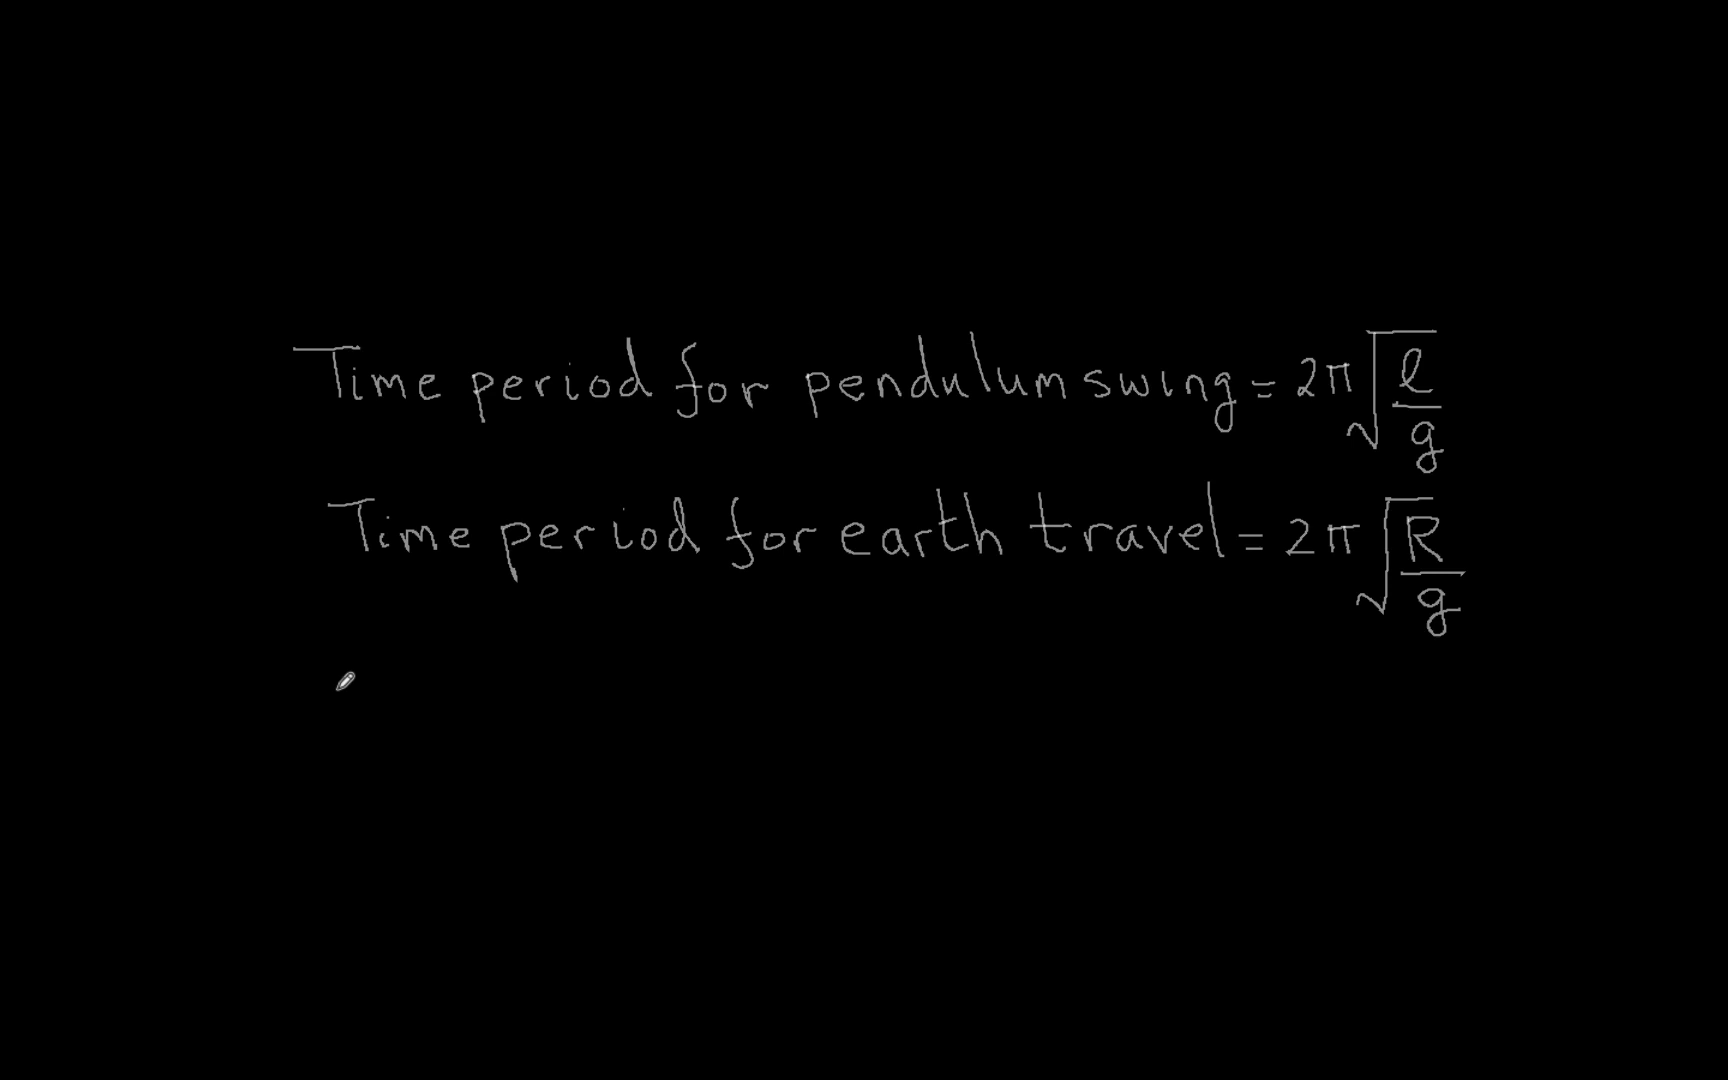 Time period for pendulum swing = 2π√(l/g)
Time period for earth travel = 2π√(R/g)